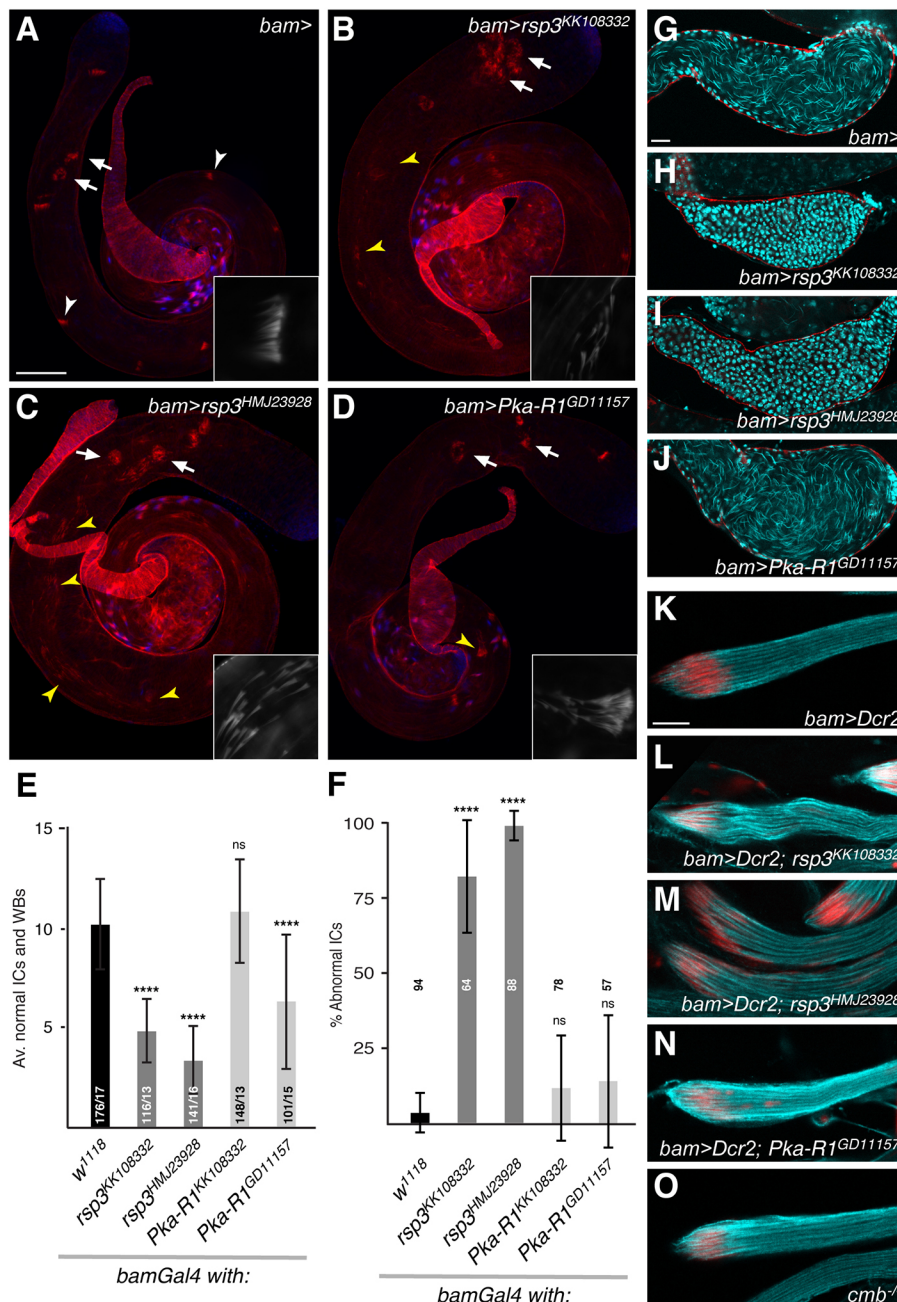 A
bam>
B
bam>rsp3KK108332
C
bam>rsp3HMJ23928
D
bam>Pka-R1GD11157
E
Av. normal ICs and WBs
15
10
5
ns
****
****
****
176/17
116/13
141/16
148/13
101/15
w1118
rsp3KK108332
rsp3HMJ23928
Pka-R1KK108332
Pka-R1GD11157
bamGal4 with:
F
% Abnormal ICs
100
75
50
25
****
****
ns
ns
94
64
88
78
57
w1118
rsp3KK108332
rsp3HMJ23928
Pka-R1KK108332
Pka-R1GD11157
bamGal4 with:
G
bam>
H
bam>rsp3KK108332
I
bam>rsp3HMJ23928
J
bam>Pka-R1GD11157
K
bam>Dcr2
L
bam>Dcr2; rsp3KK108332
M
bam>Dcr2; rsp3HMJ23928
N
bam>Dcr2; Pka-R1GD11157
O